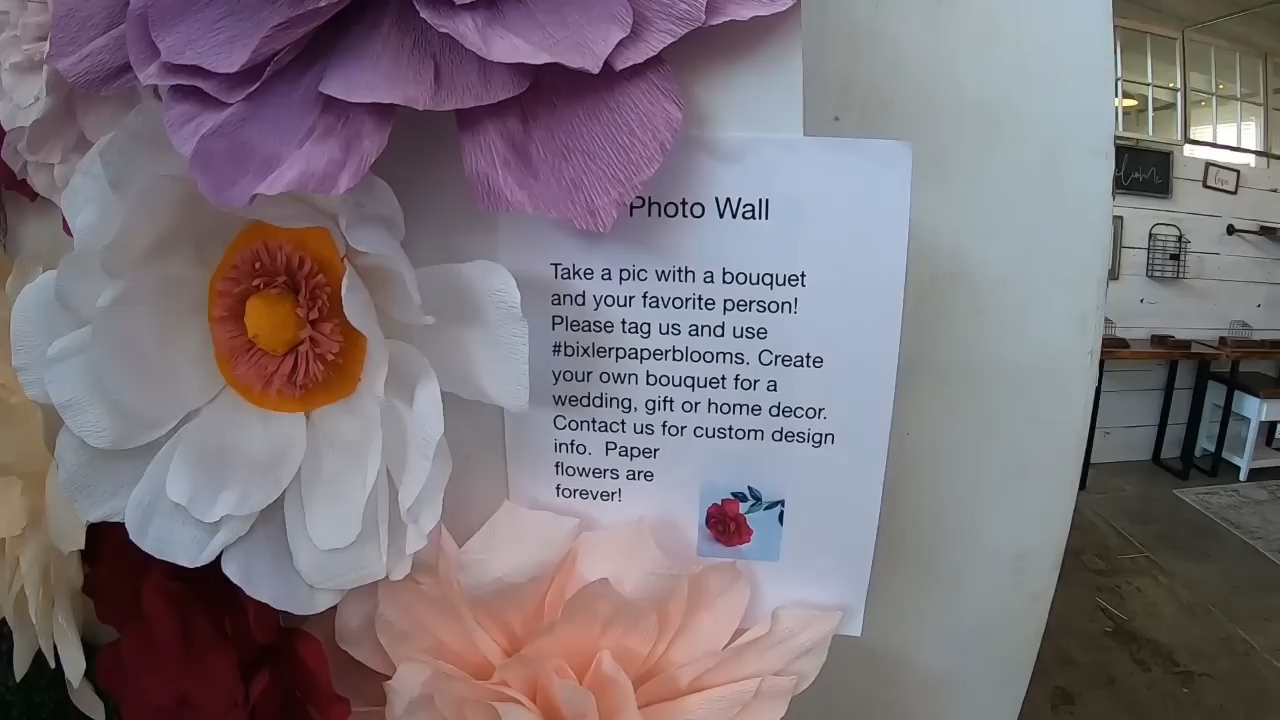 Photo Wall
Take a pic with a bouquet
and your favorite person!
Please tag us and use
#bixlerpaperblooms. Create
your own bouquet for a
wedding, gift or home decor.
Contact us for custom design
info.  Paper
flowers are
forever!